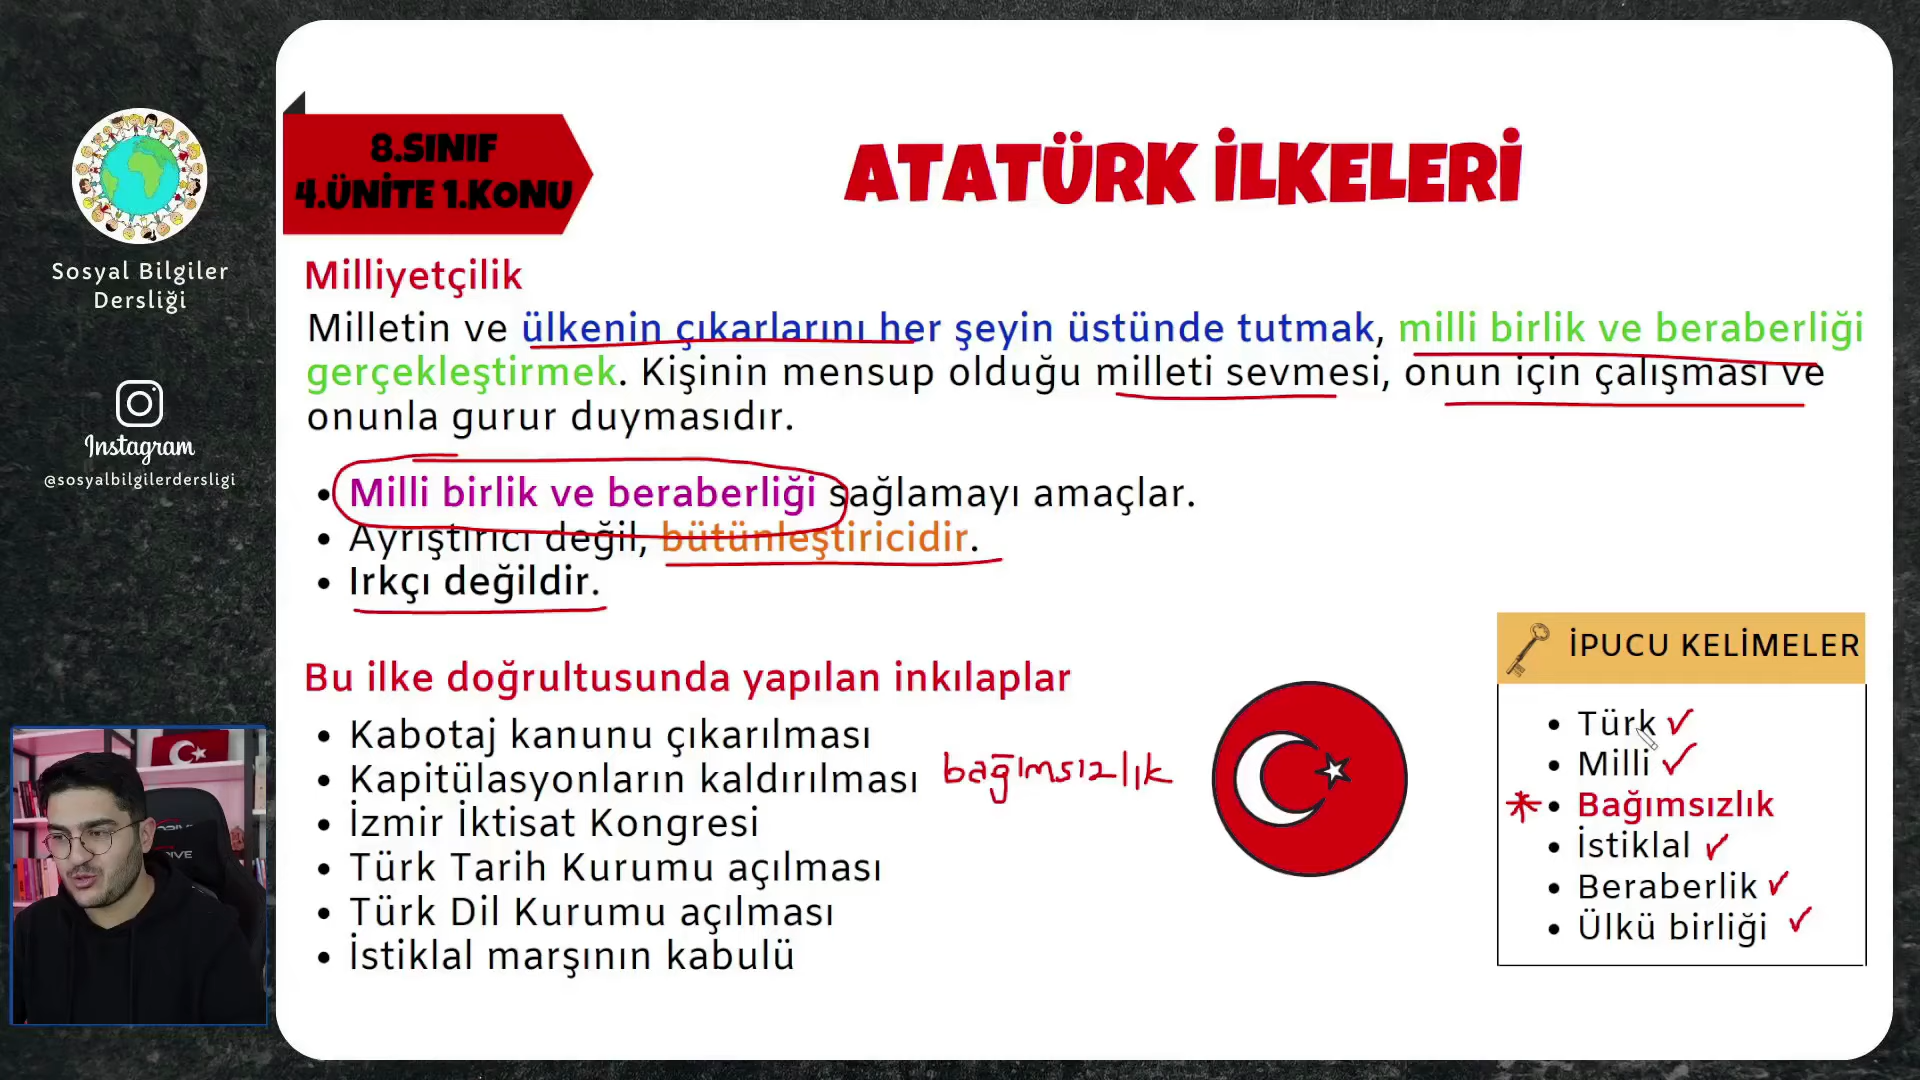 Sosyal Bilgiler
Dersliği
Instagram
@sosyalbilgilerdersligi
8.SINIF
4.ÜNİTE 1.KONU
ATATÜRK İLKELERİ
Milliyetçilik
Milletin ve ülkenin çıkarlarını her şeyin üstünde tutmak, milli birlik ve beraberliği
gerçekleştirmek. Kişinin mensup olduğu milleti sevmesi, onun için çalışması ve
onunla gurur duymasıdır.
• Milli birlik ve beraberliği sağlamayı amaçlar.
• Ayrıştırıcı değil, bütünleştiricidir.
• Irkçı değildir.
Bu ilke doğrultusunda yapılan inkılaplar
• Kabotaj kanunu çıkarılması
• Kapitülasyonların kaldırılması bağımsızlık
• İzmir İktisat Kongresi
• Türk Tarih Kurumu açılması
• Türk Dil Kurumu açılması
• İstiklal marşının kabulü
İPUCU KELİMELER
• Türk
• Milli
• Bağımsızlık
• İstiklal
• Beraberlik
• Ülkü birliği